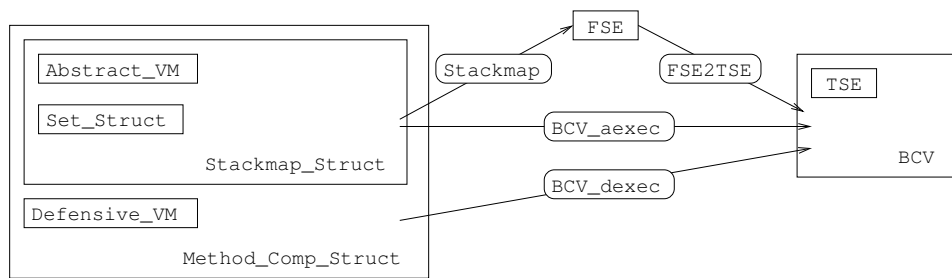 FSE
Abstract_VM
Stackmap
FSE2TSE
TSE
Set_Struct
BCV_aexec
Stackmap_Struct
BCV
BCV_dexec
Defensive_VM
Method_Comp_Struct